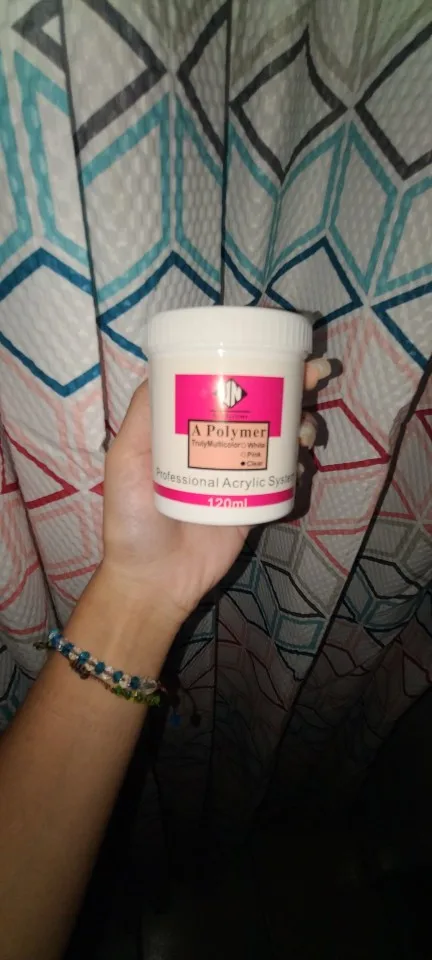 A Polymer
TrulyMulticolor○White
○Pink
●Clear
Professional Acrylic System
120ml